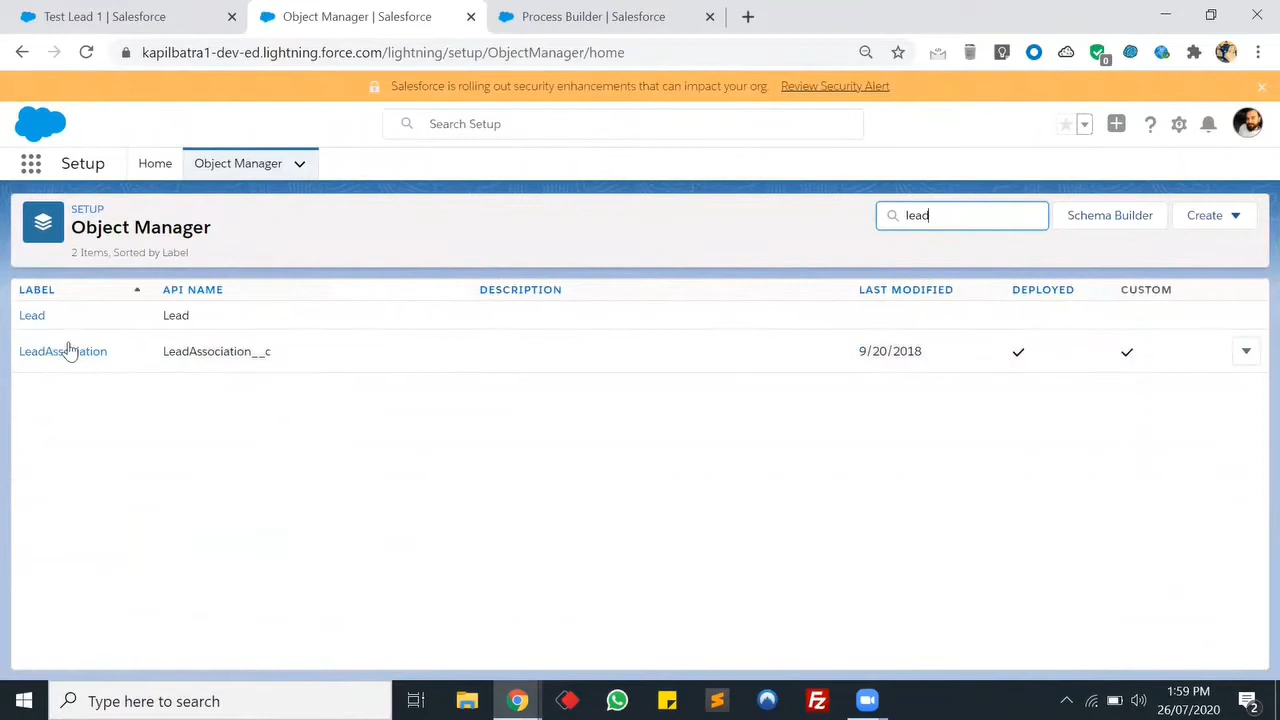 Test Lead 1 | Salesforce
Object Manager | Salesforce
Process Builder | Salesforce
kapilbatra1-dev-ed.lightning.force.com/lightning/setup/ObjectManager/home
0
Salesforce is rolling out security enhancements that can impact your org. Review Security Alert
Search Setup
Setup
Home
Object Manager
SETUP
Object Manager
2 Items, Sorted by Label
lead
Schema Builder
Create
LABEL API NAME DESCRIPTION LAST MODIFIED DEPLOYED CUSTOM
Lead Lead
LeadAssociation LeadAssociation__c 9/20/2018
Type here to search
1:59 PM
26/07/2020
2